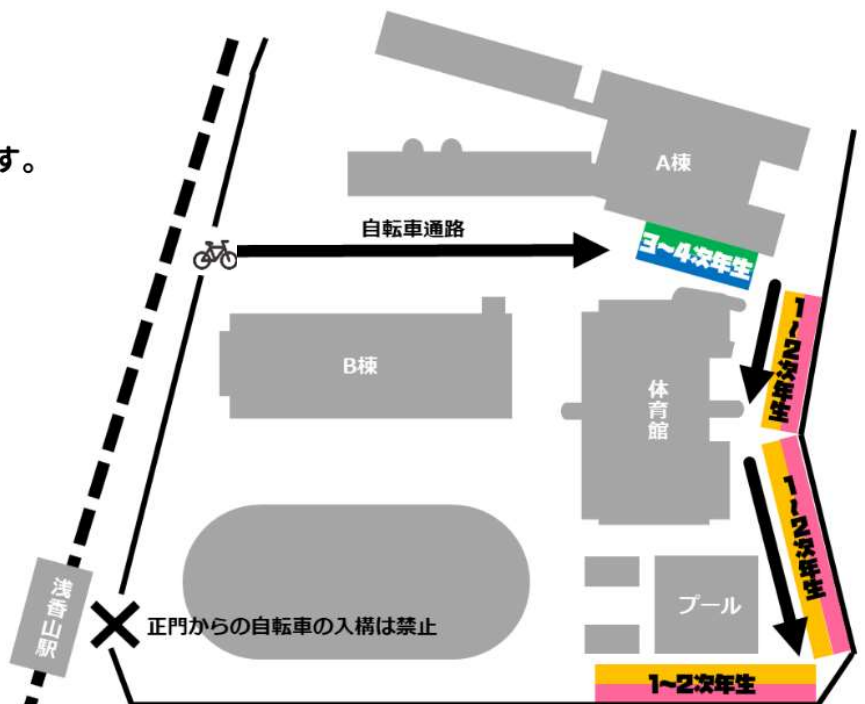 す。
A棟
自転車通路
3~4次年生
1~2次年生
B棟
体育館
1~2次年生
浅香山駅
正門からの自転車の入構は禁止
プール
1~2次年生